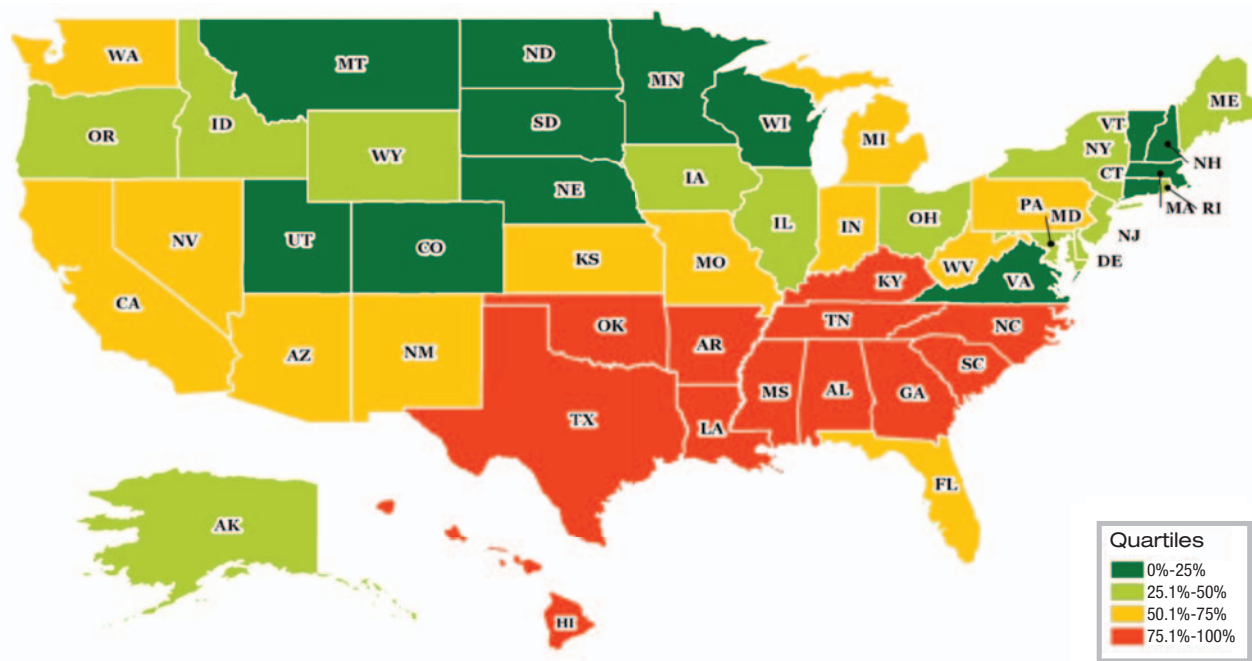 WA
MT
ND
MN
ME
VT
OR
ID
SD
WI
MI
NY
NH
WY
CT
IA
NE
MA RI
PA
MD
IL
IN
OH
NJ
NV
UT
CO
KS
MO
WV
DE
VA
KY
CA
OK
TN
NC
AZ
NM
AR
SC
MS
AL
GA
TX
LA
FL
AK
HI
Quartiles
0%-25%
25.1%-50%
50.1%-75%
75.1%-100%